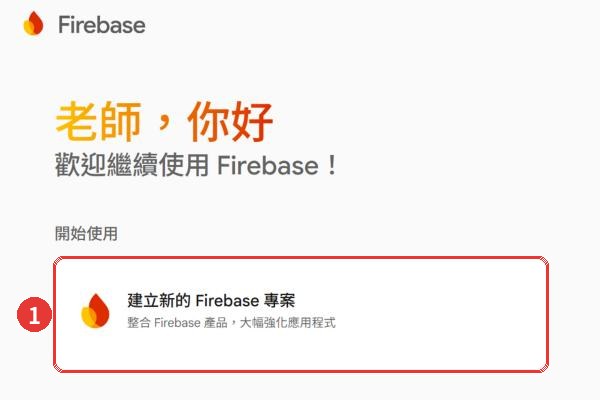 Firebase
老師，你好
歡迎繼續使用 Firebase！
開始使用
建立新的 Firebase 專案
1
整合 Firebase 產品，大幅強化應用程式